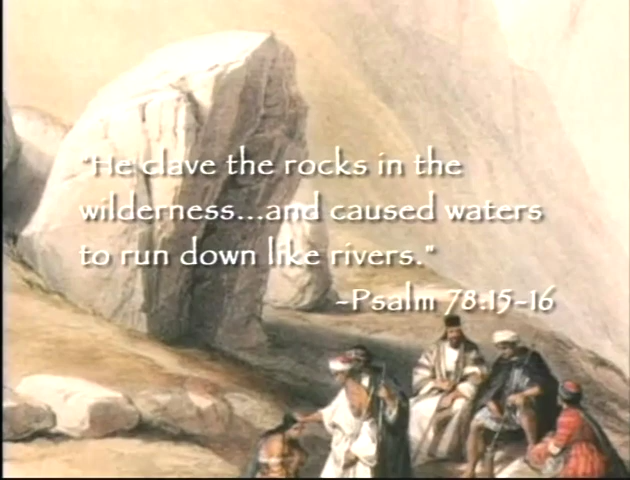 "He clave the rocks in the
wilderness...and caused waters
to run down like rivers."
-Psalm 78:15-16